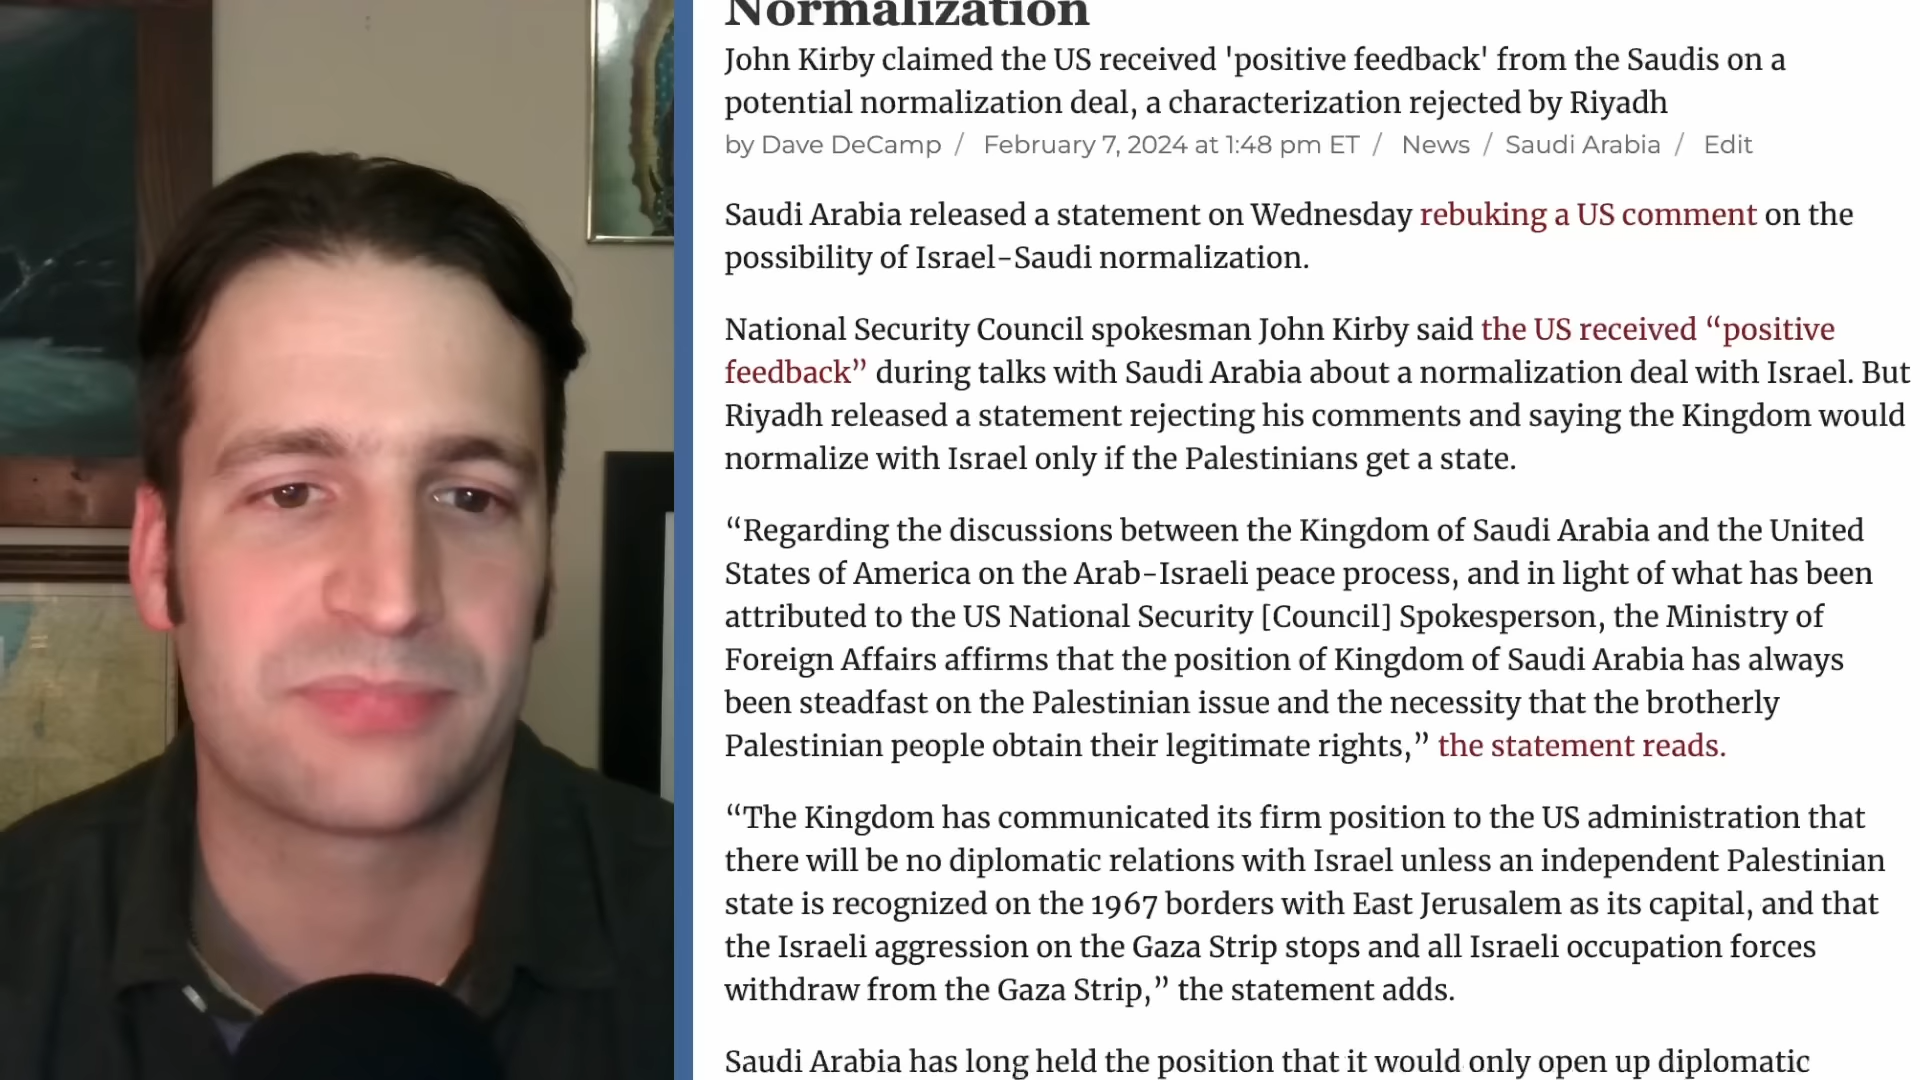 Normalization
John Kirby claimed the US received 'positive feedback' from the Saudis on a
potential normalization deal, a characterization rejected by Riyadh
by Dave DeCamp / February 7, 2024 at 1:48 pm ET / News / Saudi Arabia / Edit
Saudi Arabia released a statement on Wednesday rebuking a US comment on the
possibility of Israel-Saudi normalization.
National Security Council spokesman John Kirby said the US received “positive
feedback” during talks with Saudi Arabia about a normalization deal with Israel. But
Riyadh released a statement rejecting his comments and saying the Kingdom would
normalize with Israel only if the Palestinians get a state.
“Regarding the discussions between the Kingdom of Saudi Arabia and the United
States of America on the Arab-Israeli peace process, and in light of what has been
attributed to the US National Security [Council] Spokesperson, the Ministry of
Foreign Affairs affirms that the position of Kingdom of Saudi Arabia has always
been steadfast on the Palestinian issue and the necessity that the brotherly
Palestinian people obtain their legitimate rights,” the statement reads.
“The Kingdom has communicated its firm position to the US administration that
there will be no diplomatic relations with Israel unless an independent Palestinian
state is recognized on the 1967 borders with East Jerusalem as its capital, and that
the Israeli aggression on the Gaza Strip stops and all Israeli occupation forces
withdraw from the Gaza Strip,” the statement adds.
Saudi Arabia has long held the position that it would only open up diplomatic